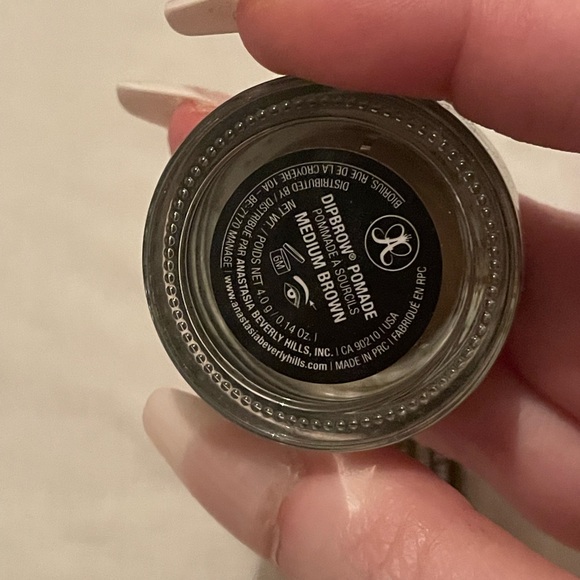 DIPBROW® POMADE
POMMADE À SOURCILS
MEDIUM BROWN
6M
NET WT. / POIDS NET 4.0 g / 0.14 Oz. |
DISTRIBUTED BY / DISTRIBUÉ PAR ANASTASIA BEVERLY HILLS, INC. | CA 90210 | USA
BIORIUS, RUE DE LA CROYERE 10A - BE-7170 MANAGE | www.anastasiabeverlyhills.com | MADE IN PRC | FABRIQUÉ EN RPC